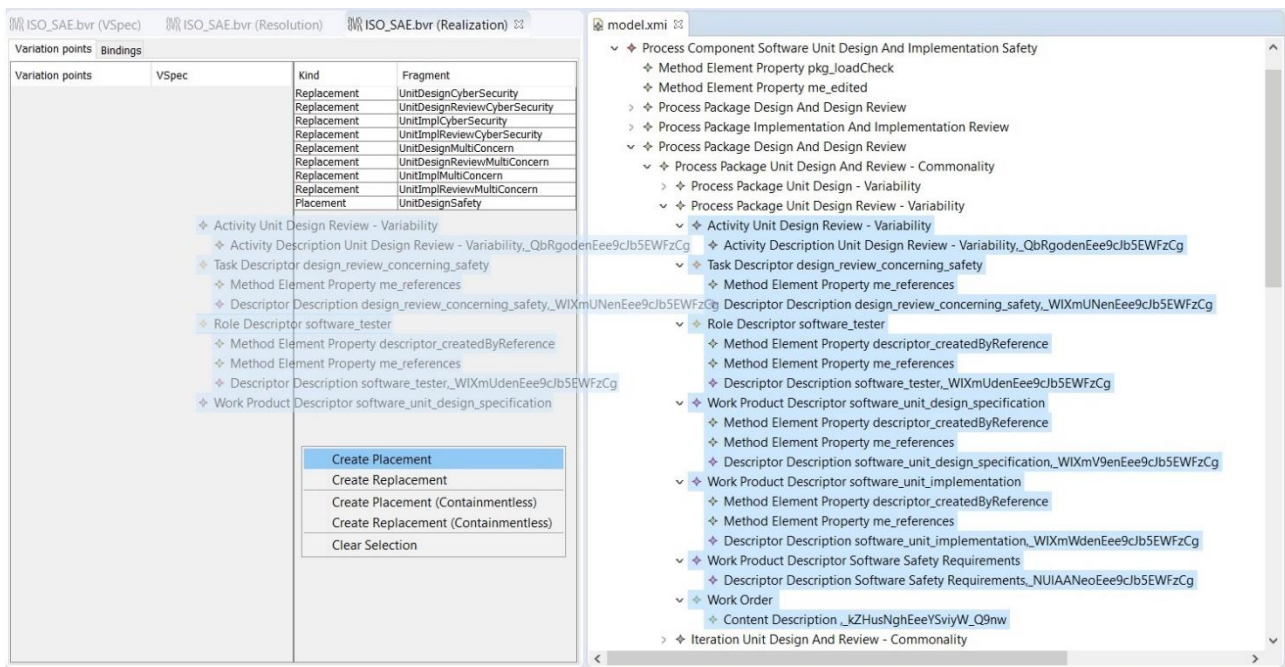 ISO_SAE.bvr (VSpec) ISO_SAE.bvr (Resolution) ISO_SAE.bvr (Realization)
Variation points Bindings
Variation points VSpec Kind Fragment
Replacement UnitDesignCyberSecurity
Replacement UnitDesignReviewCyberSecurity
Replacement UnitImplCyberSecurity
Replacement UnitImplReviewCyberSecurity
Replacement UnitDesignMultiConcern
Replacement UnitDesignReviewMultiConcern
Replacement UnitImplMultiConcern
Replacement UnitImplReviewMultiConcern
Placement UnitDesignSafety
Activity Unit Design Review - Variability
Activity Description Unit Design Review - Variability,_QbRgodenEee9cJb5EWFzCg
Task Descriptor design_review_concerning_safety
Method Element Property me_references
Descriptor Description design_review_concerning_safety,_WIXmUNenEee9cJb5EWFzCg
Role Descriptor software_tester
Method Element Property descriptor_createdByReference
Method Element Property me_references
Descriptor Description software_tester,_WIXmUdenEee9cJb5EWFzCg
Work Product Descriptor software_unit_design_specification
Create Placement
Create Replacement
Create Placement (Containmentless)
Create Replacement (Containmentless)
Clear Selection
model.xmi
Process Component Software Unit Design And Implementation Safety
Method Element Property pkg_loadCheck
Method Element Property me_edited
Process Package Design And Design Review
Process Package Implementation And Implementation Review
Process Package Design And Design Review
Process Package Unit Design And Review - Commonality
Process Package Unit Design - Variability
Process Package Unit Design Review - Variability
Activity Unit Design Review - Variability
Activity Description Unit Design Review - Variability,_QbRgodenEee9cJb5EWFzCg
Task Descriptor design_review_concerning_safety
Method Element Property me_references
Descriptor Description design_review_concerning_safety,_WIXmUNenEee9cJb5EWFzCg
Role Descriptor software_tester
Method Element Property descriptor_createdByReference
Method Element Property me_references
Descriptor Description software_tester,_WIXmUdenEee9cJb5EWFzCg
Work Product Descriptor software_unit_design_specification
Method Element Property descriptor_createdByReference
Method Element Property me_references
Descriptor Description software_unit_design_specification,_WIXmV9enEee9cJb5EWFzCg
Work Product Descriptor software_unit_implementation
Method Element Property descriptor_createdByReference
Method Element Property me_references
Descriptor Description software_unit_implementation,_WIXmWdenEee9cJb5EWFzCg
Work Product Descriptor Software Safety Requirements
Descriptor Description Software Safety Requirements,_NUIAANeoEee9cJb5EWFzCg
Work Order
Content Description ,_kZHusNghEeeYSviyW_Q9nw
Iteration Unit Design And Review - Commonality